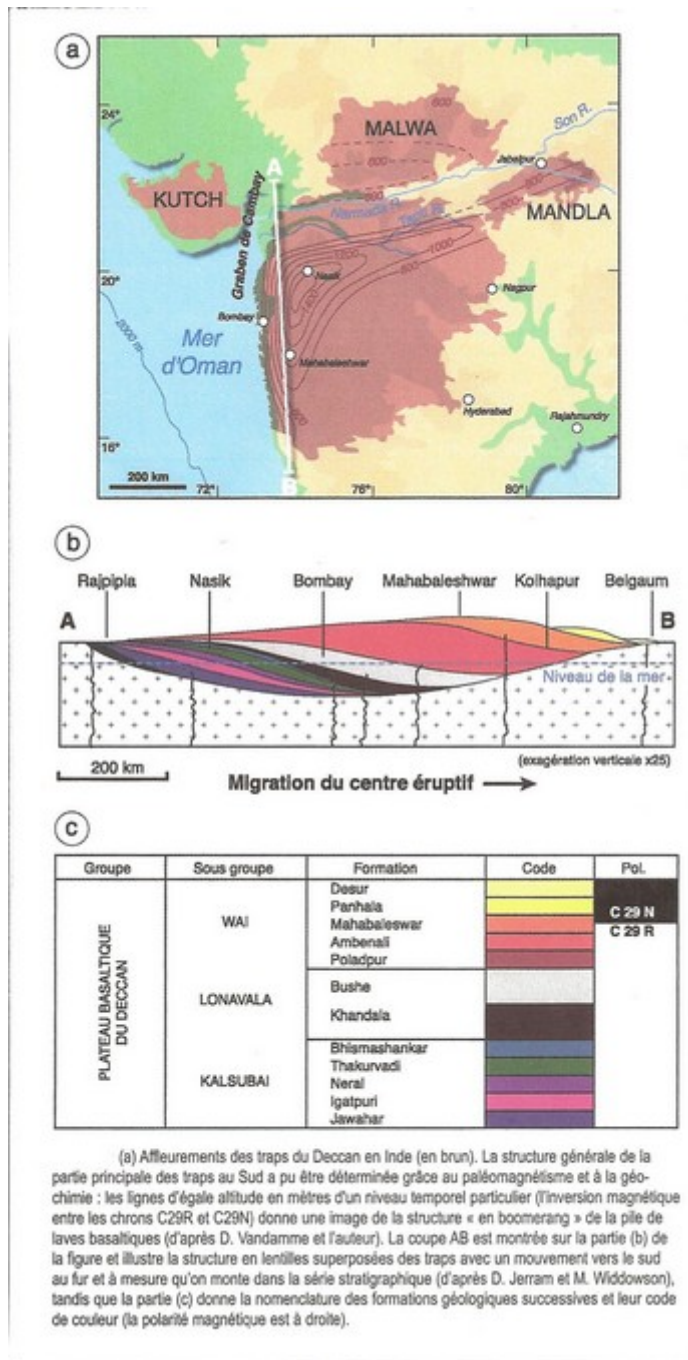 a
24°
20°
16°
72°
76°
80°
KUTCH
MALWA
MANDLA
Son R.
Jabalpur
Narmada R.
Tapti R.
Graben de Cambay
A
B
Nasik
Nagpur
Bombay
Mer
d'Oman
Mahabaleshwar
Hyderabad
Rajahmundry
2000 m
600
600
800
1000
200 km
b
Rajpipla Nasik Bombay Mahabaleshwar Kolhapur Belgaum
A B
Niveau de la mer
200 km
(exagération verticale x25)
Migration du centre éruptif
c
Groupe Sous groupe Formation Code Pol.
PLATEAU BASALTIQUE
DU DECCAN
WAI
Desur
Panhala
Mahabaleswar
Ambenali
Poladpur
C 29 N
C 29 R
LONAVALA
Bushe
Khandala
KALSUBAI
Bhismashankar
Thakurvadi
Neral
Igatpuri
Jawahar
(a) Affleurements des traps du Deccan en Inde (en brun). La structure générale de la
partie principale des traps au Sud a pu être déterminée grâce au paléomagnétisme et à la géo-
chimie : les lignes d'égale altitude en mètres d'un niveau temporel particulier (l'inversion magnétique
entre les chrons C29R et C29N) donne une image de la structure « en boomerang » de la pile de
laves basaltiques (d'après D. Vandamme et l'auteur). La coupe AB est montrée sur la partie (b) de
la figure et illustre la structure en lentilles superposées des traps avec un mouvement vers le sud
au fur et à mesure qu'on monte dans la série stratigraphique (d'après D. Jerram et M. Widdowson),
tandis que la partie (c) donne la nomenclature des formations géologiques successives et leur code
de couleur (la polarité magnétique est à droite).